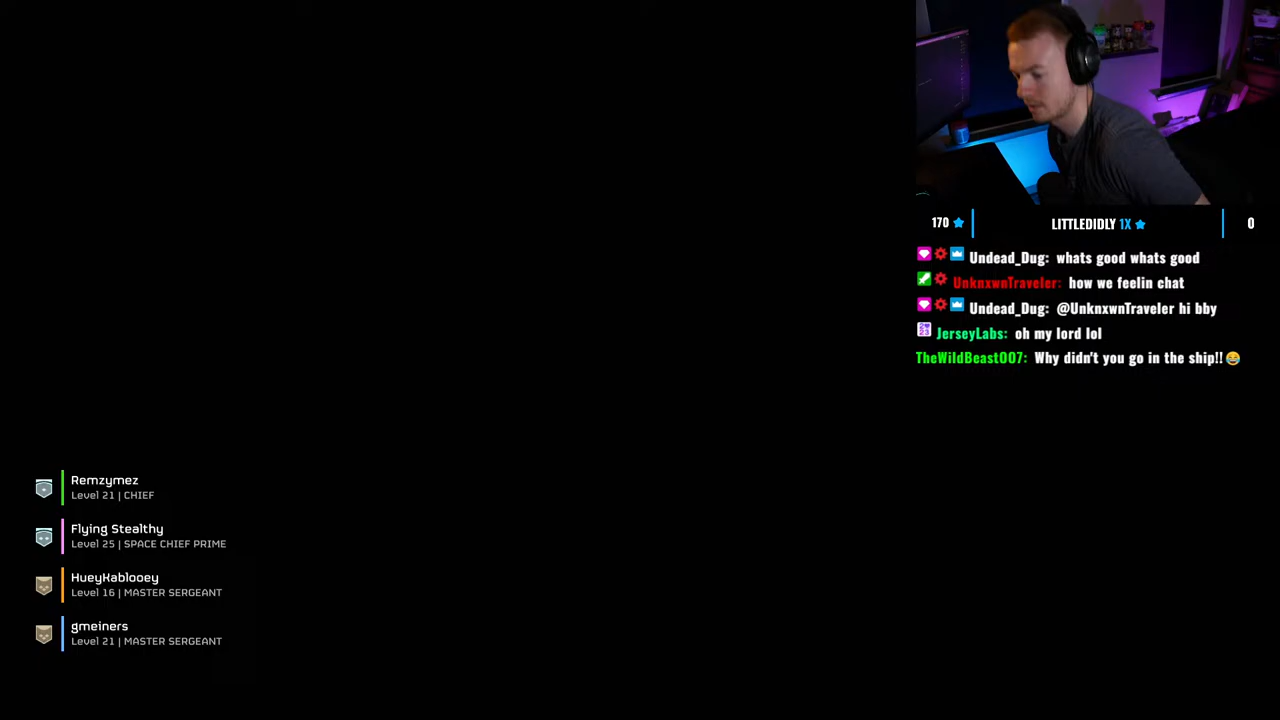 170
LITTLEDIDLY 1X
0
Undead_Dug: whats good whats good
UnknxwnTraveler: how we feelin chat
Undead_Dug: @UnknxwnTraveler hi bby
JerseyLabs: oh my lord lol
TheWildBeast007: Why didn't you go in the ship!!😂
Remzymez
Level 21 | CHIEF
Flying Stealthy
Level 25 | SPACE CHIEF PRIME
HueyKablooey
Level 16 | MASTER SERGEANT
gmeiners
Level 21 | MASTER SERGEANT